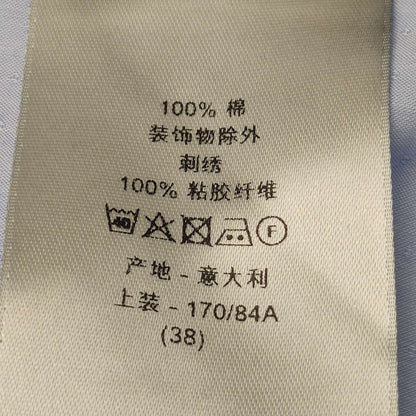 100% 棉
装饰物除外
刺绣
100% 粘胶纤维
40 F
产地 - 意大利
上装 - 170/84A
(38)